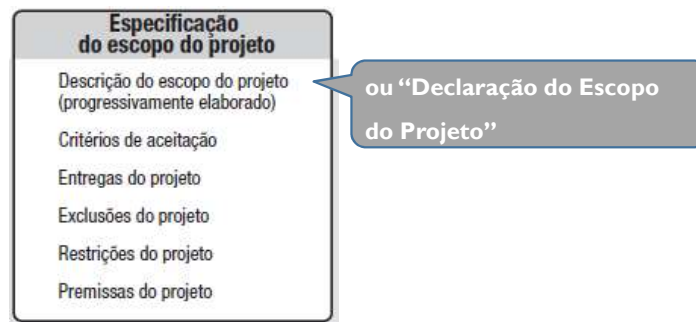 Especificação
do escopo do projeto
Descrição do escopo do projeto
(progressivamente elaborado)
Critérios de aceitação
Entregas do projeto
Exclusões do projeto
Restrições do projeto
Premissas do projeto
ou “Declaração do Escopo
do Projeto”